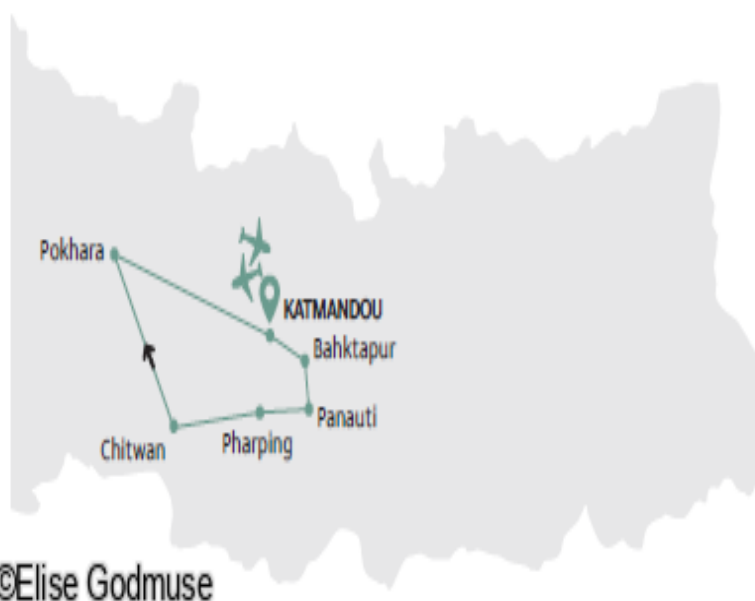 Pokhara
KATMANDOU
Bahktapur
Panauti
Pharping
Chitwan
©Elise Godmuse